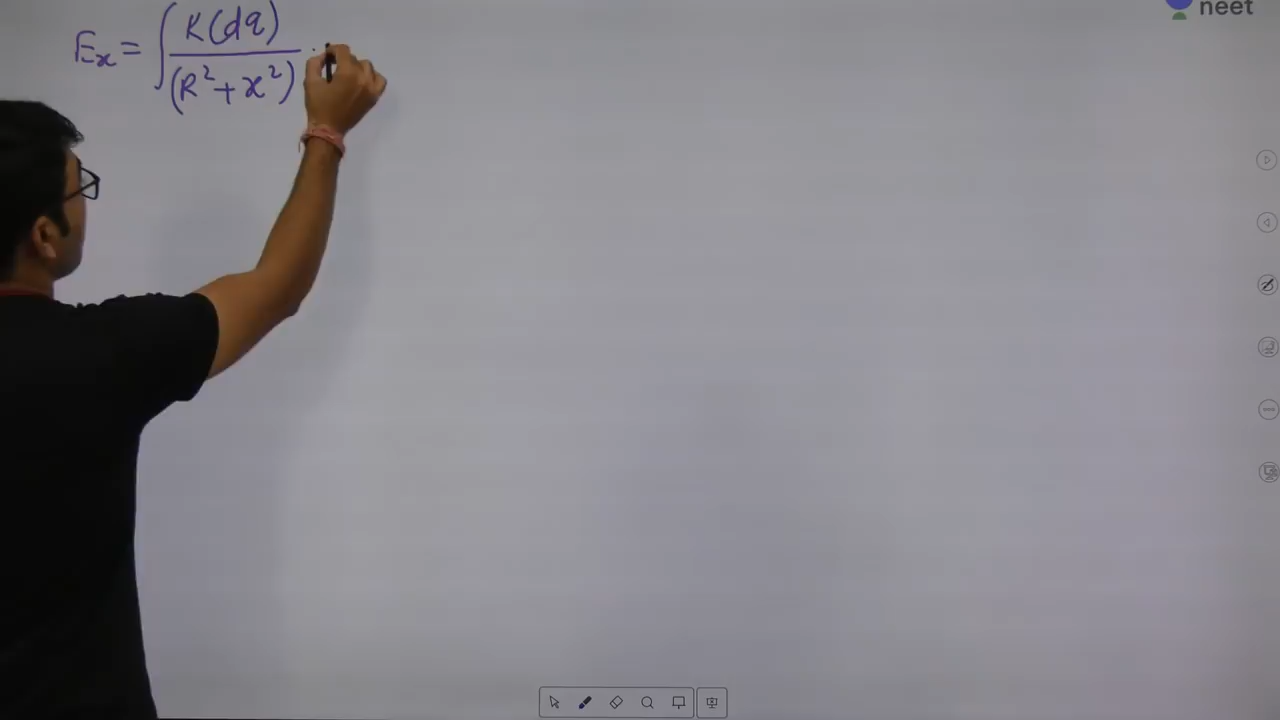 neet
Eₓ = ∫ K(dq) / (R² + x²) ·